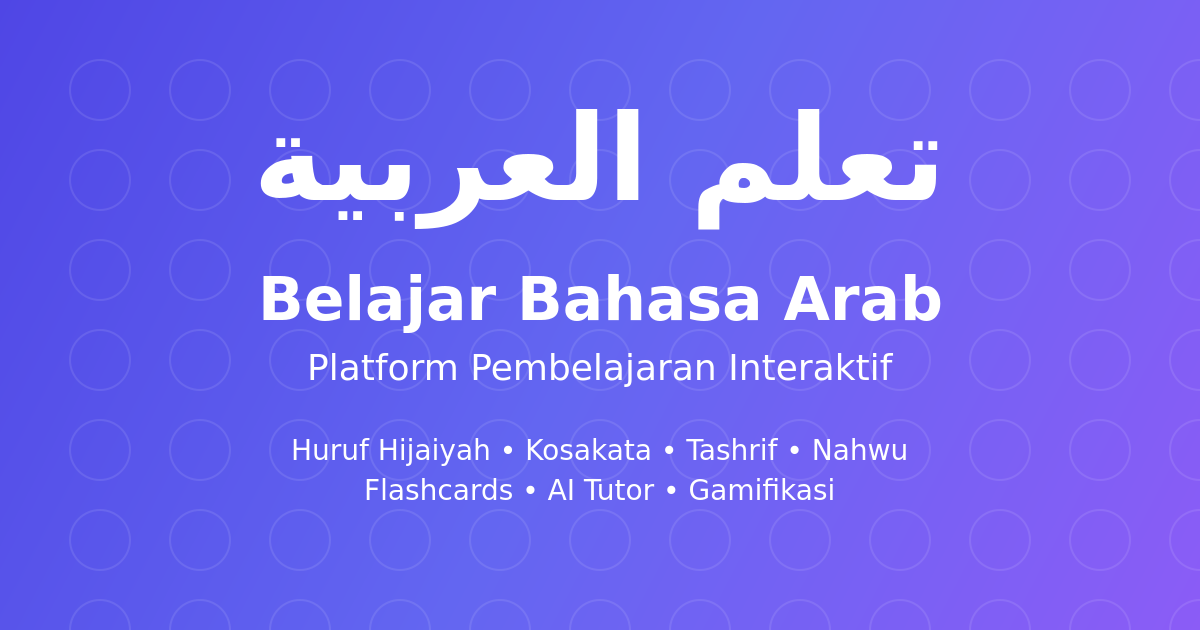 تعلم العربية
Belajar Bahasa Arab
Platform Pembelajaran Interaktif
Huruf Hijaiyah • Kosakata • Tashrif • Nahwu
Flashcards • AI Tutor • Gamifikasi